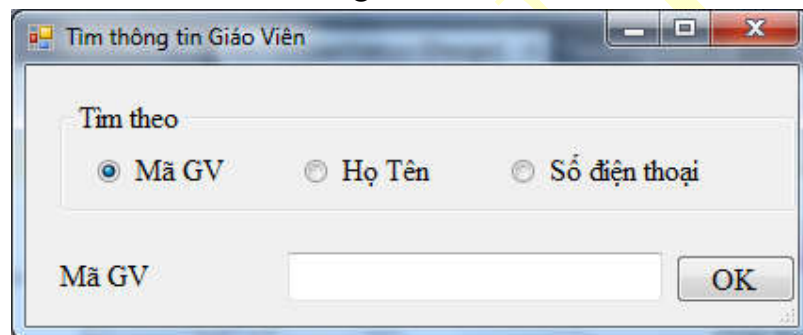 Tìm thông tin Giáo Viên
Tìm theo
Mã GV Họ Tên Số điện thoại
Mã GV OK